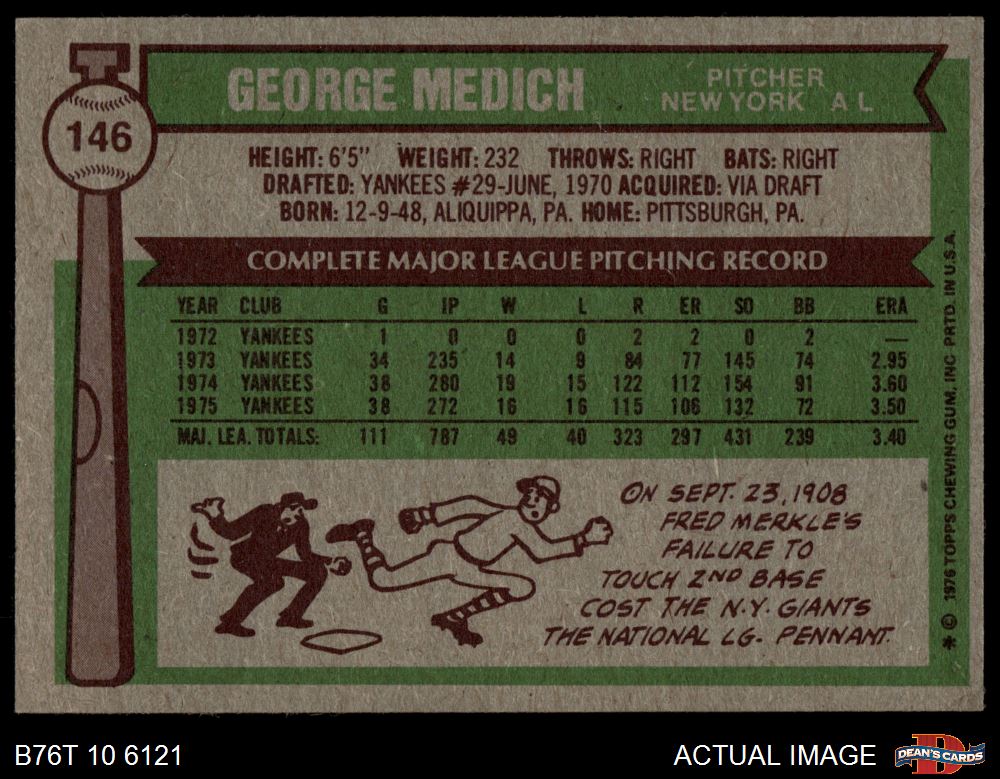 146
GEORGE MEDICH
PITCHER
NEW YORK A L
HEIGHT: 6'5" WEIGHT: 232 THROWS: RIGHT BATS: RIGHT
DRAFTED: YANKEES #29-JUNE, 1970 ACQUIRED: VIA DRAFT
BORN: 12-9-48, ALIQUIPPA, PA. HOME: PITTSBURGH, PA.
COMPLETE MAJOR LEAGUE PITCHING RECORD
YEAR CLUB G IP W L R ER SO BB ERA
1972 YANKEES 1 0 0 0 2 2 0 2 —
1973 YANKEES 34 235 14 9 84 77 145 74 2.95
1974 YANKEES 38 280 19 15 122 112 154 91 3.60
1975 YANKEES 38 272 16 16 115 106 132 72 3.50
MAJ. LEA. TOTALS: 111 787 49 40 323 297 431 239 3.40
ON SEPT. 23, 1908
FRED MERKLE'S
FAILURE TO
TOUCH 2ND BASE
COST THE N.Y. GIANTS
THE NATIONAL LG. PENNANT.
* © 1976 TOPPS CHEWING GUM, INC PRTD. IN U.S.A.
B76T 10 6121
ACTUAL IMAGE
DEAN'S CARDS